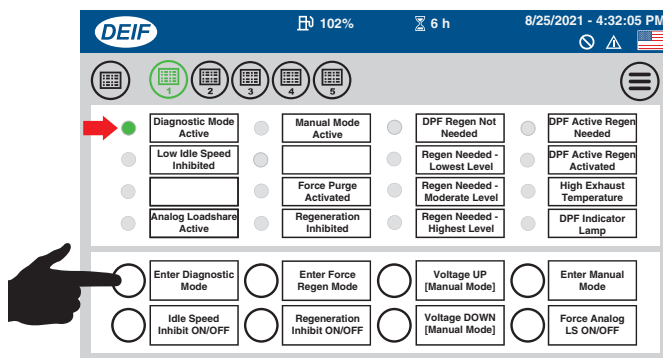 DEIF
102%
6 h
8/25/2021 - 4:32:05 PM
1
2
3
4
5
Diagnostic Mode
Active
Manual Mode
Active
DPF Regen Not
Needed
DPF Active Regen
Needed
Low Idle Speed
Inhibited
Regen Needed -
Lowest Level
DPF Active Regen
Activated
Force Purge
Activated
Regen Needed -
Moderate Level
High Exhaust
Temperature
Analog Loadshare
Active
Regeneration
Inhibited
Regen Needed -
Highest Level
DPF Indicator
Lamp
Enter Diagnostic
Mode
Enter Force
Regen Mode
Voltage UP
[Manual Mode]
Enter Manual
Mode
Idle Speed
Inhibit ON/OFF
Regeneration
Inhibit ON/OFF
Voltage DOWN
[Manual Mode]
Force Analog
LS ON/OFF